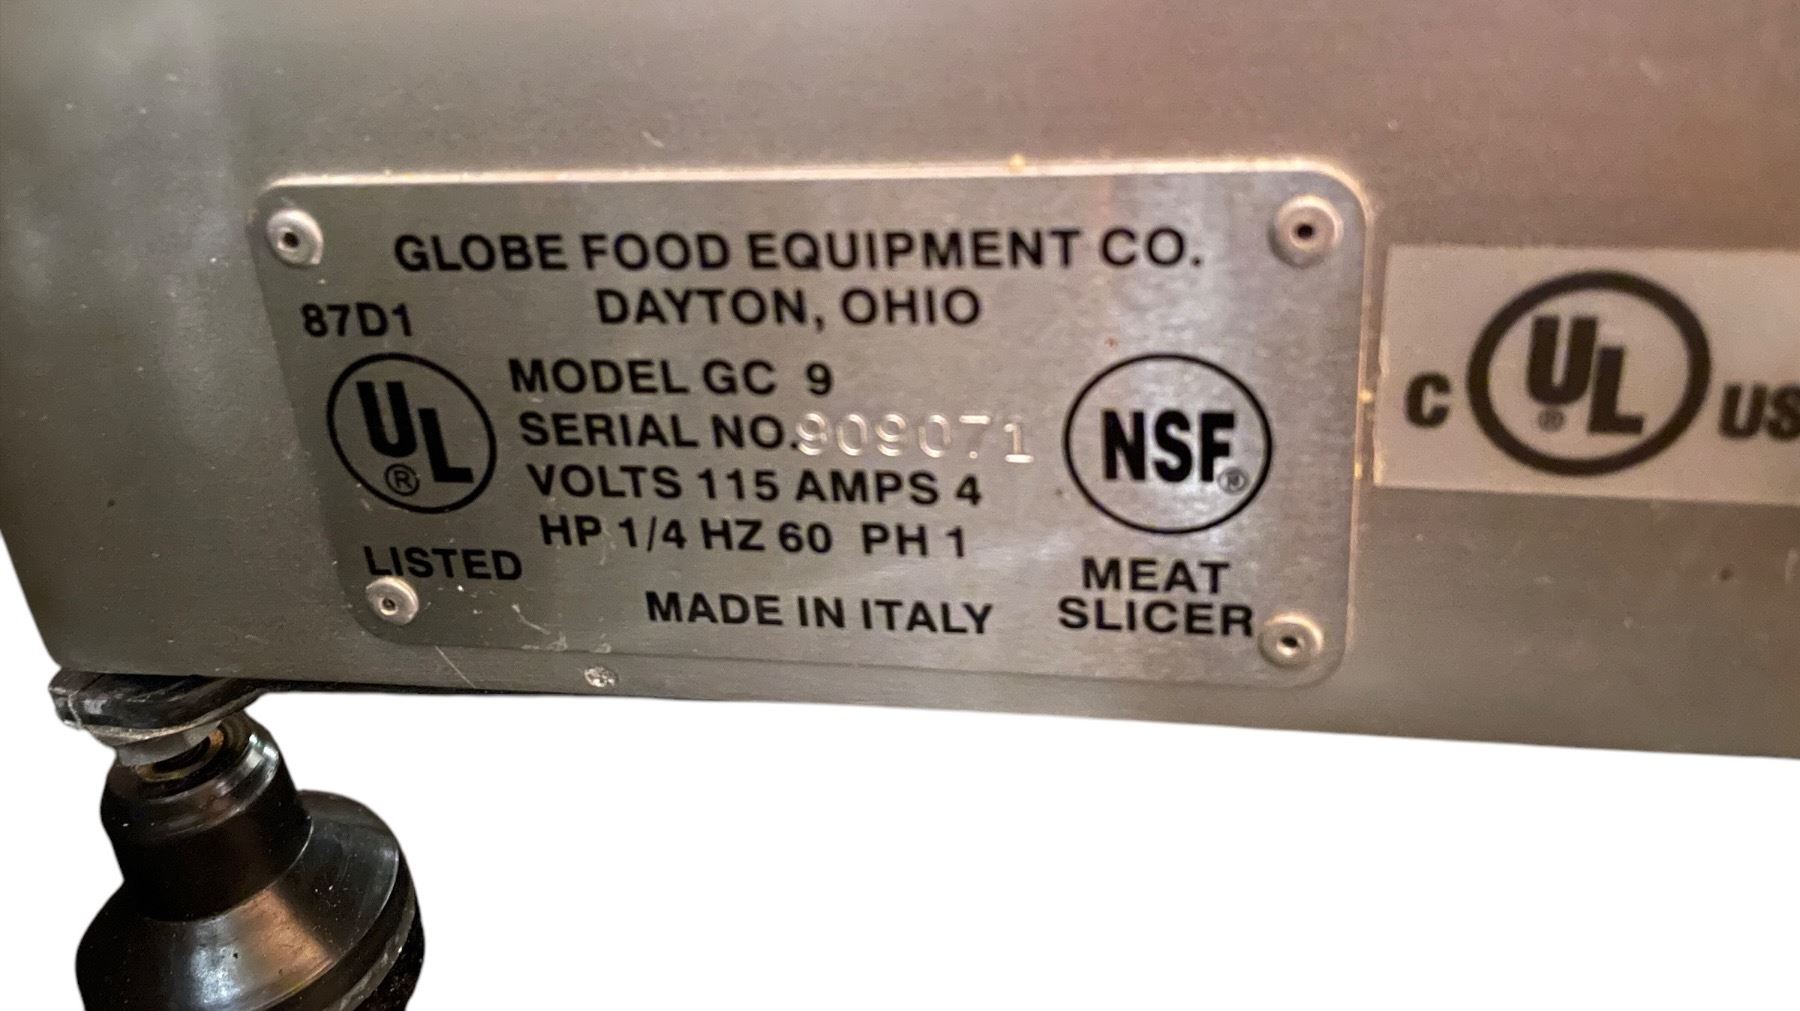 GLOBE FOOD EQUIPMENT CO.
DAYTON, OHIO
87D1
UL ®
LISTED
MODEL GC 9
SERIAL NO. 909071
VOLTS 115 AMPS 4
HP 1/4 HZ 60 PH 1
MADE IN ITALY
NSF ®
MEAT
SLICER
C UL ® US